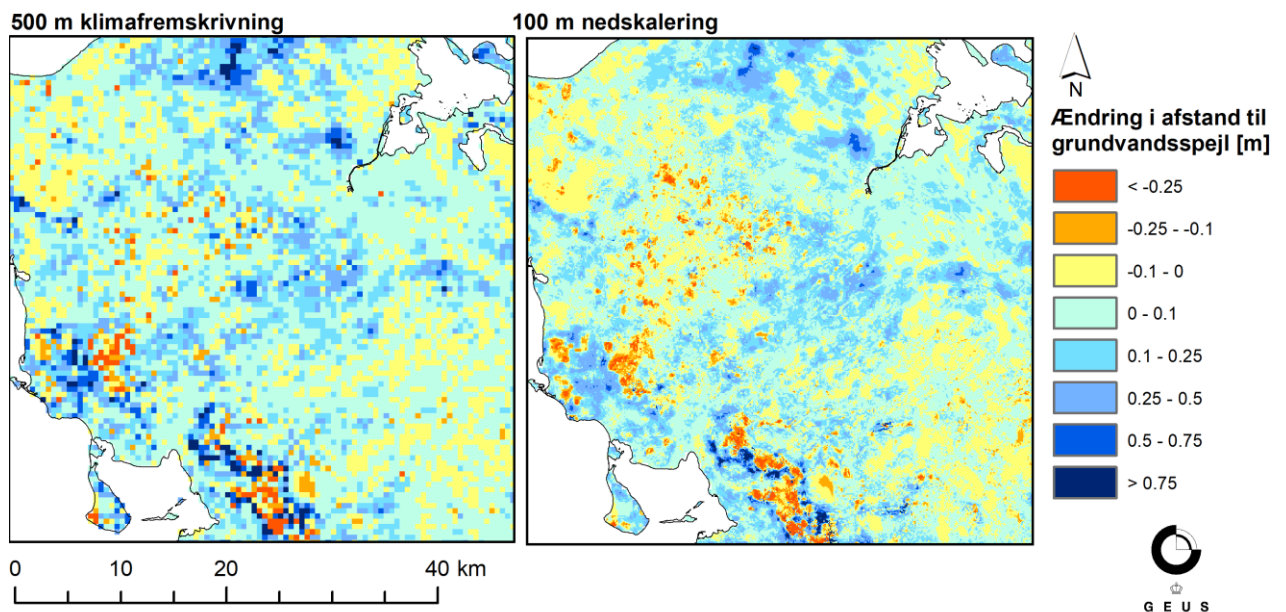 500 m klimafremskrivning
100 m nedskalering
N
Ændring i afstand til
grundvandsspejl [m]
< -0.25
-0.25 - -0.1
-0.1 - 0
0 - 0.1
0.1 - 0.25
0.25 - 0.5
0.5 - 0.75
> 0.75
0 10 20 40 km
G E U S